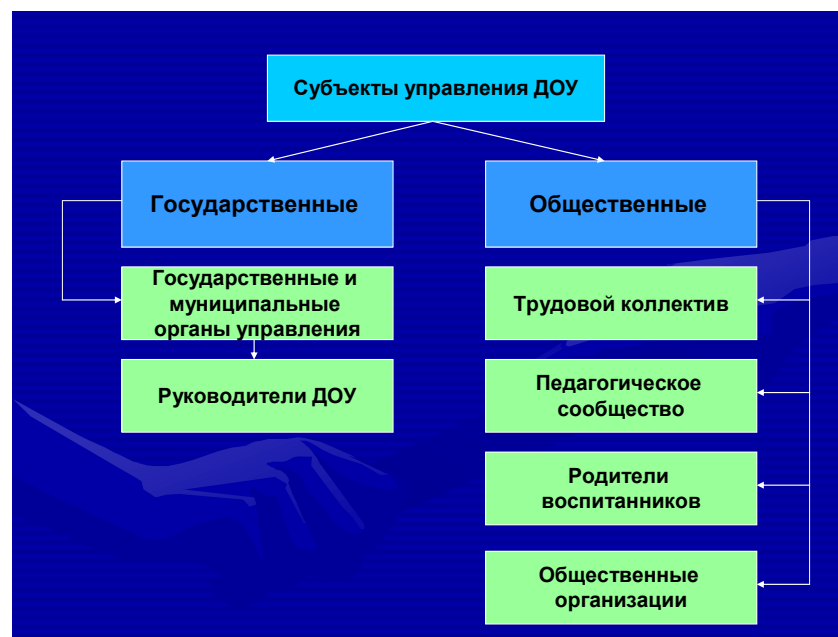 Субъекты управления ДОУ
Государственные
Общественные
Государственные и
муниципальные
органы управления
Трудовой коллектив
Руководители ДОУ
Педагогическое
сообщество
Родители
воспитанников
Общественные
организации